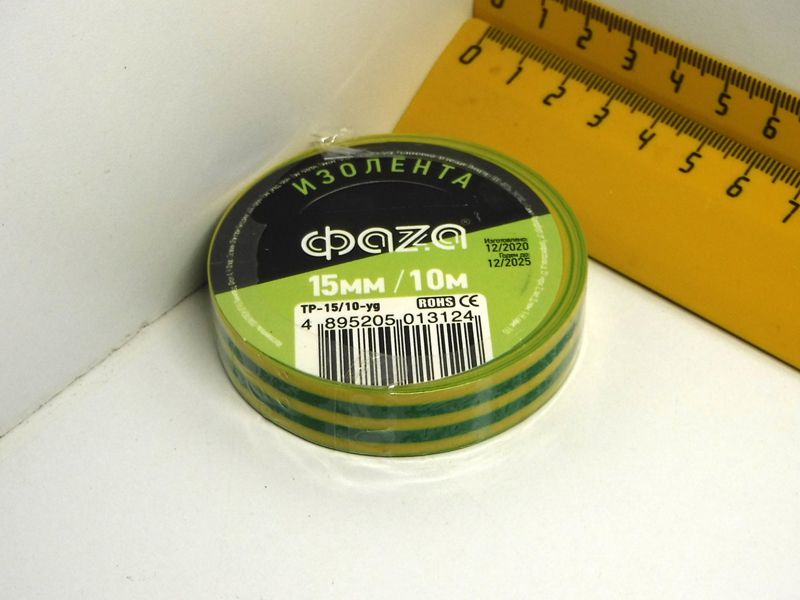 ИЗОЛЕНТА
фаzа®
Изготовлено:
12/2020
Годен до:
12/2025
15мм / 10м
TP-15/10-yg
ROHS CE
4 895205 013124
0 1 2 3 4 5 6
0 1 2 3 4 5 6 7